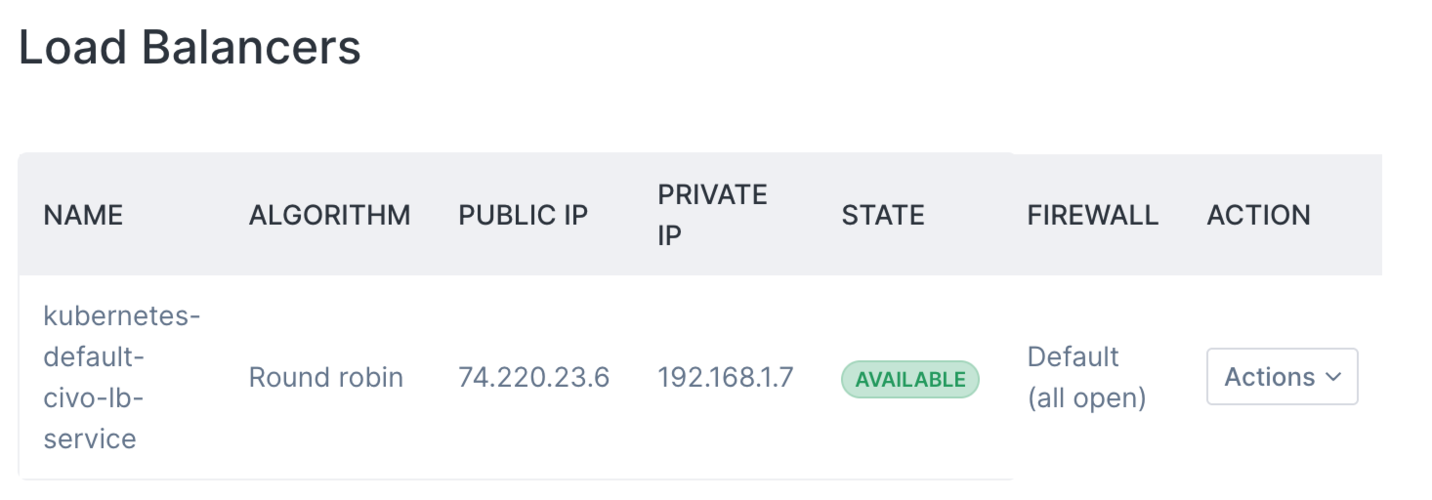 Load Balancers
NAME ALGORITHM PUBLIC IP PRIVATE IP STATE FIREWALL ACTION
kubernetes-
default-
civo-lb-
service
Round robin
74.220.23.6
192.168.1.7
AVAILABLE
Default
(all open)
Actions